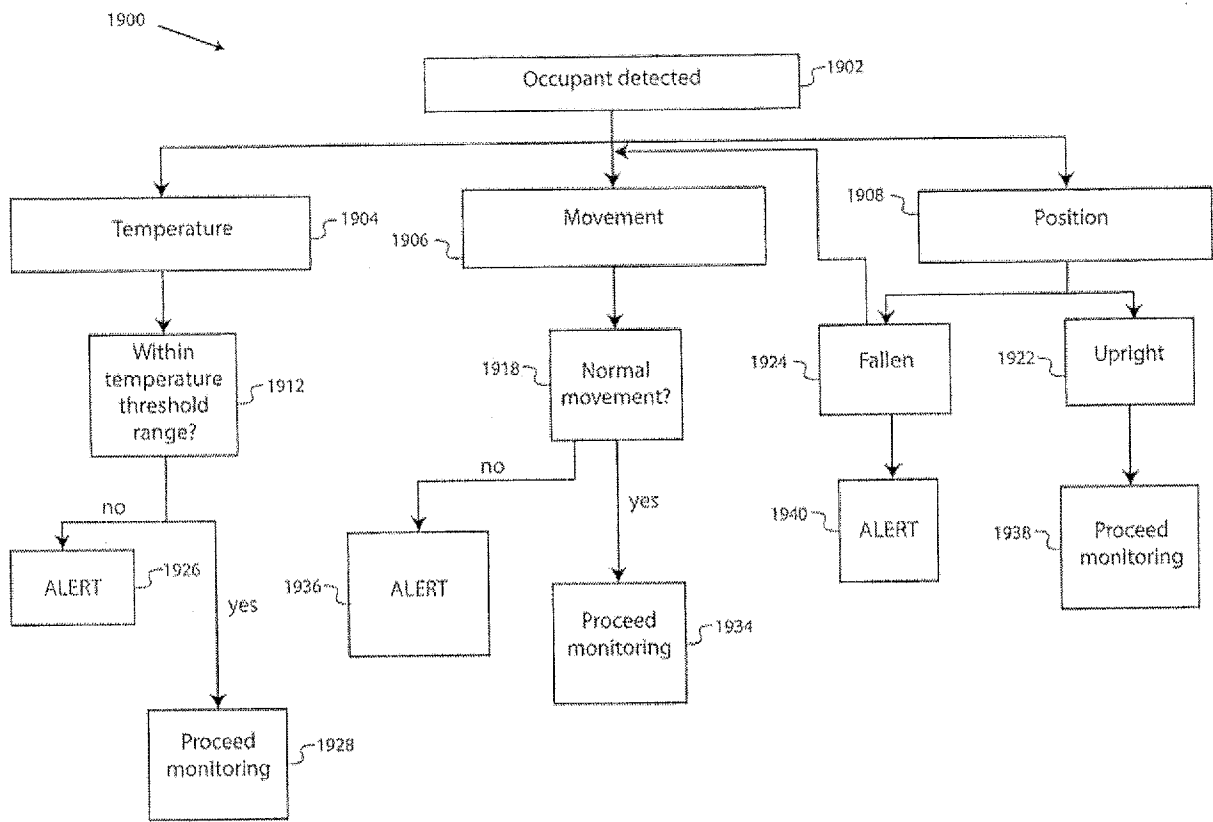 1900
Occupant detected
1902
Temperature
1904
Movement
1906
1908
Position
Within
temperature
threshold
range?
1912
1918
Normal
movement?
1924
Fallen
1922
Upright
no
yes
no
yes
ALERT
1926
1936
ALERT
Proceed
monitoring
1934
1940
ALERT
1938
Proceed
monitoring
Proceed
monitoring
1928